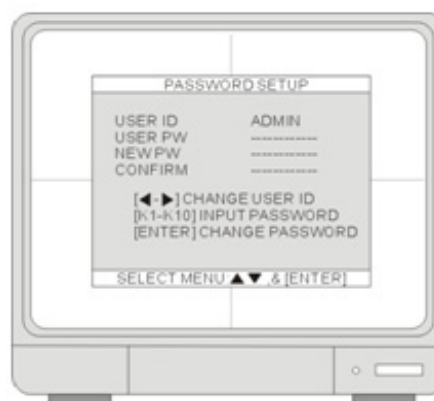 PASSWORD SETUP
USER ID ADMIN
USER PW ----------
NEW PW ----------
CONFIRM ----------
[◀-▶] CHANGE USER ID
[K1-K10] INPUT PASSWORD
[ENTER] CHANGE PASSWORD
SELECT MENU ▲▼,& [ENTER]